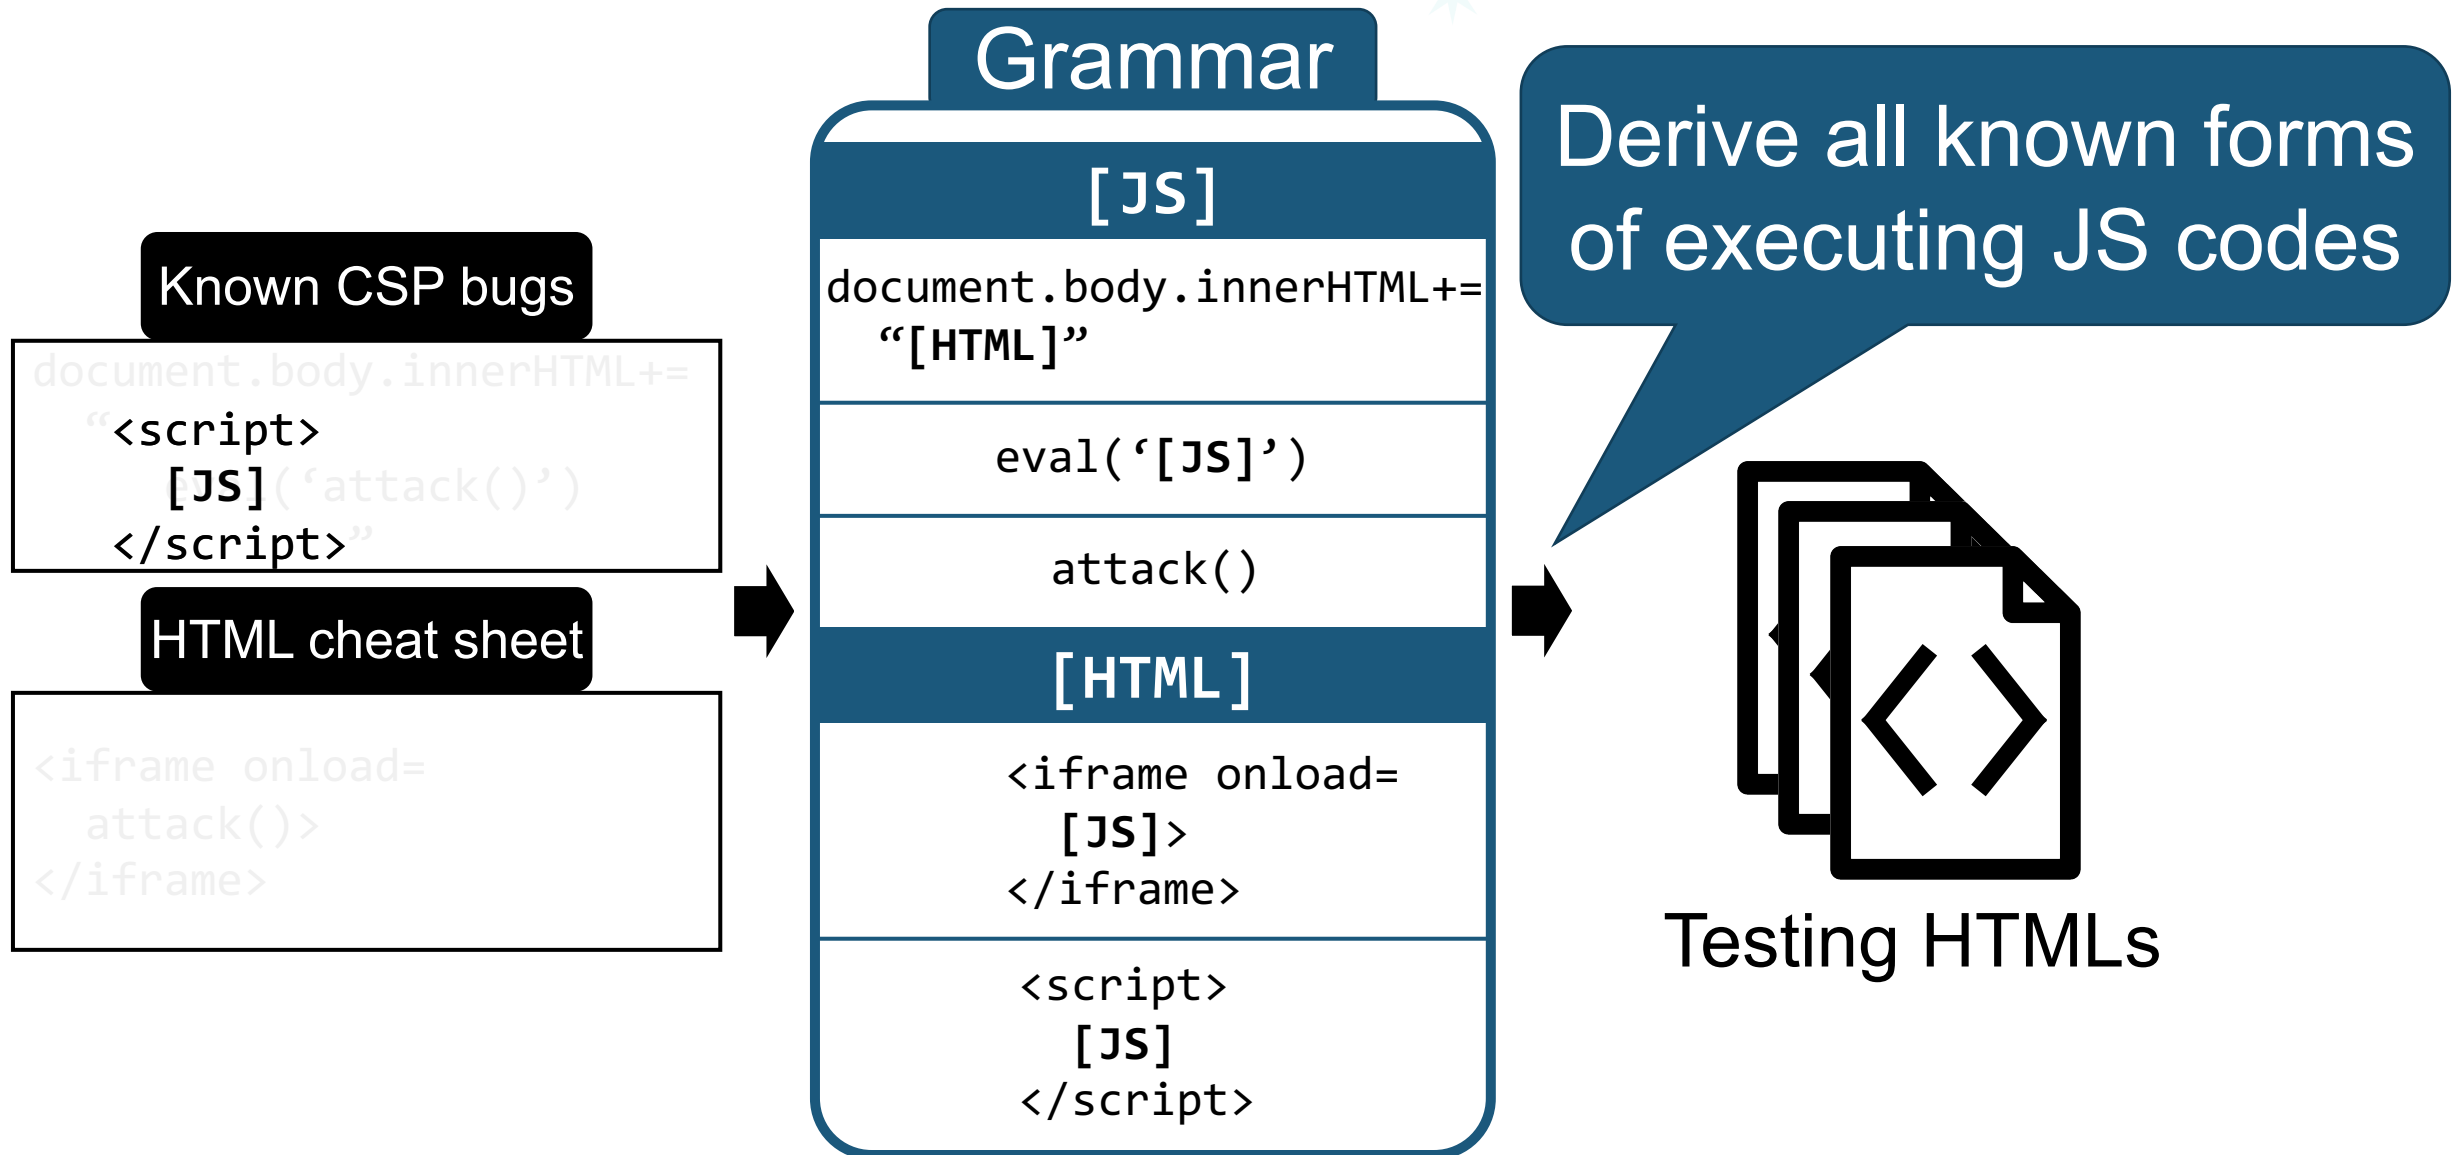 Known CSP bugs
document.body.innerHTML+=
“<script>
[JS]('attack()’)
</script>”
HTML cheat sheet
<iframe onload=
attack()>
</iframe>
Grammar
[JS]
document.body.innerHTML+=
“[HTML]”
eval(‘[JS]’)
attack()
[HTML]
<iframe onload=
[JS]>
</iframe>
<script>
[JS]
</script>
Derive all known forms
of executing JS codes
Testing HTMLs